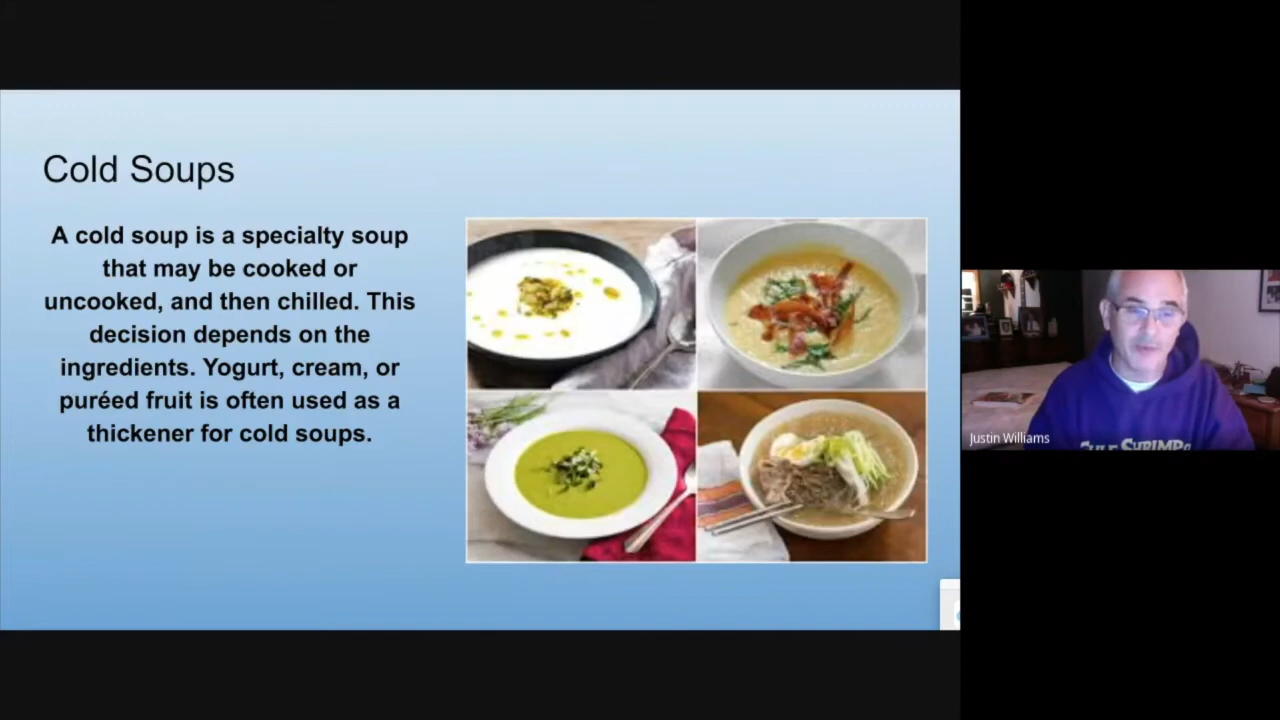 Cold Soups
A cold soup is a specialty soup
that may be cooked or
uncooked, and then chilled. This
decision depends on the
ingredients. Yogurt, cream, or
puréed fruit is often used as a
thickener for cold soups.
Justin Williams